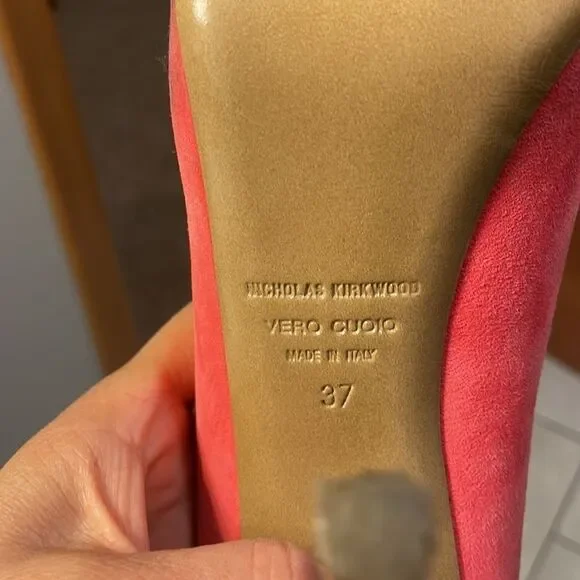 NICHOLAS KIRKWOOD
VERO CUOIO
MADE IN ITALY
37